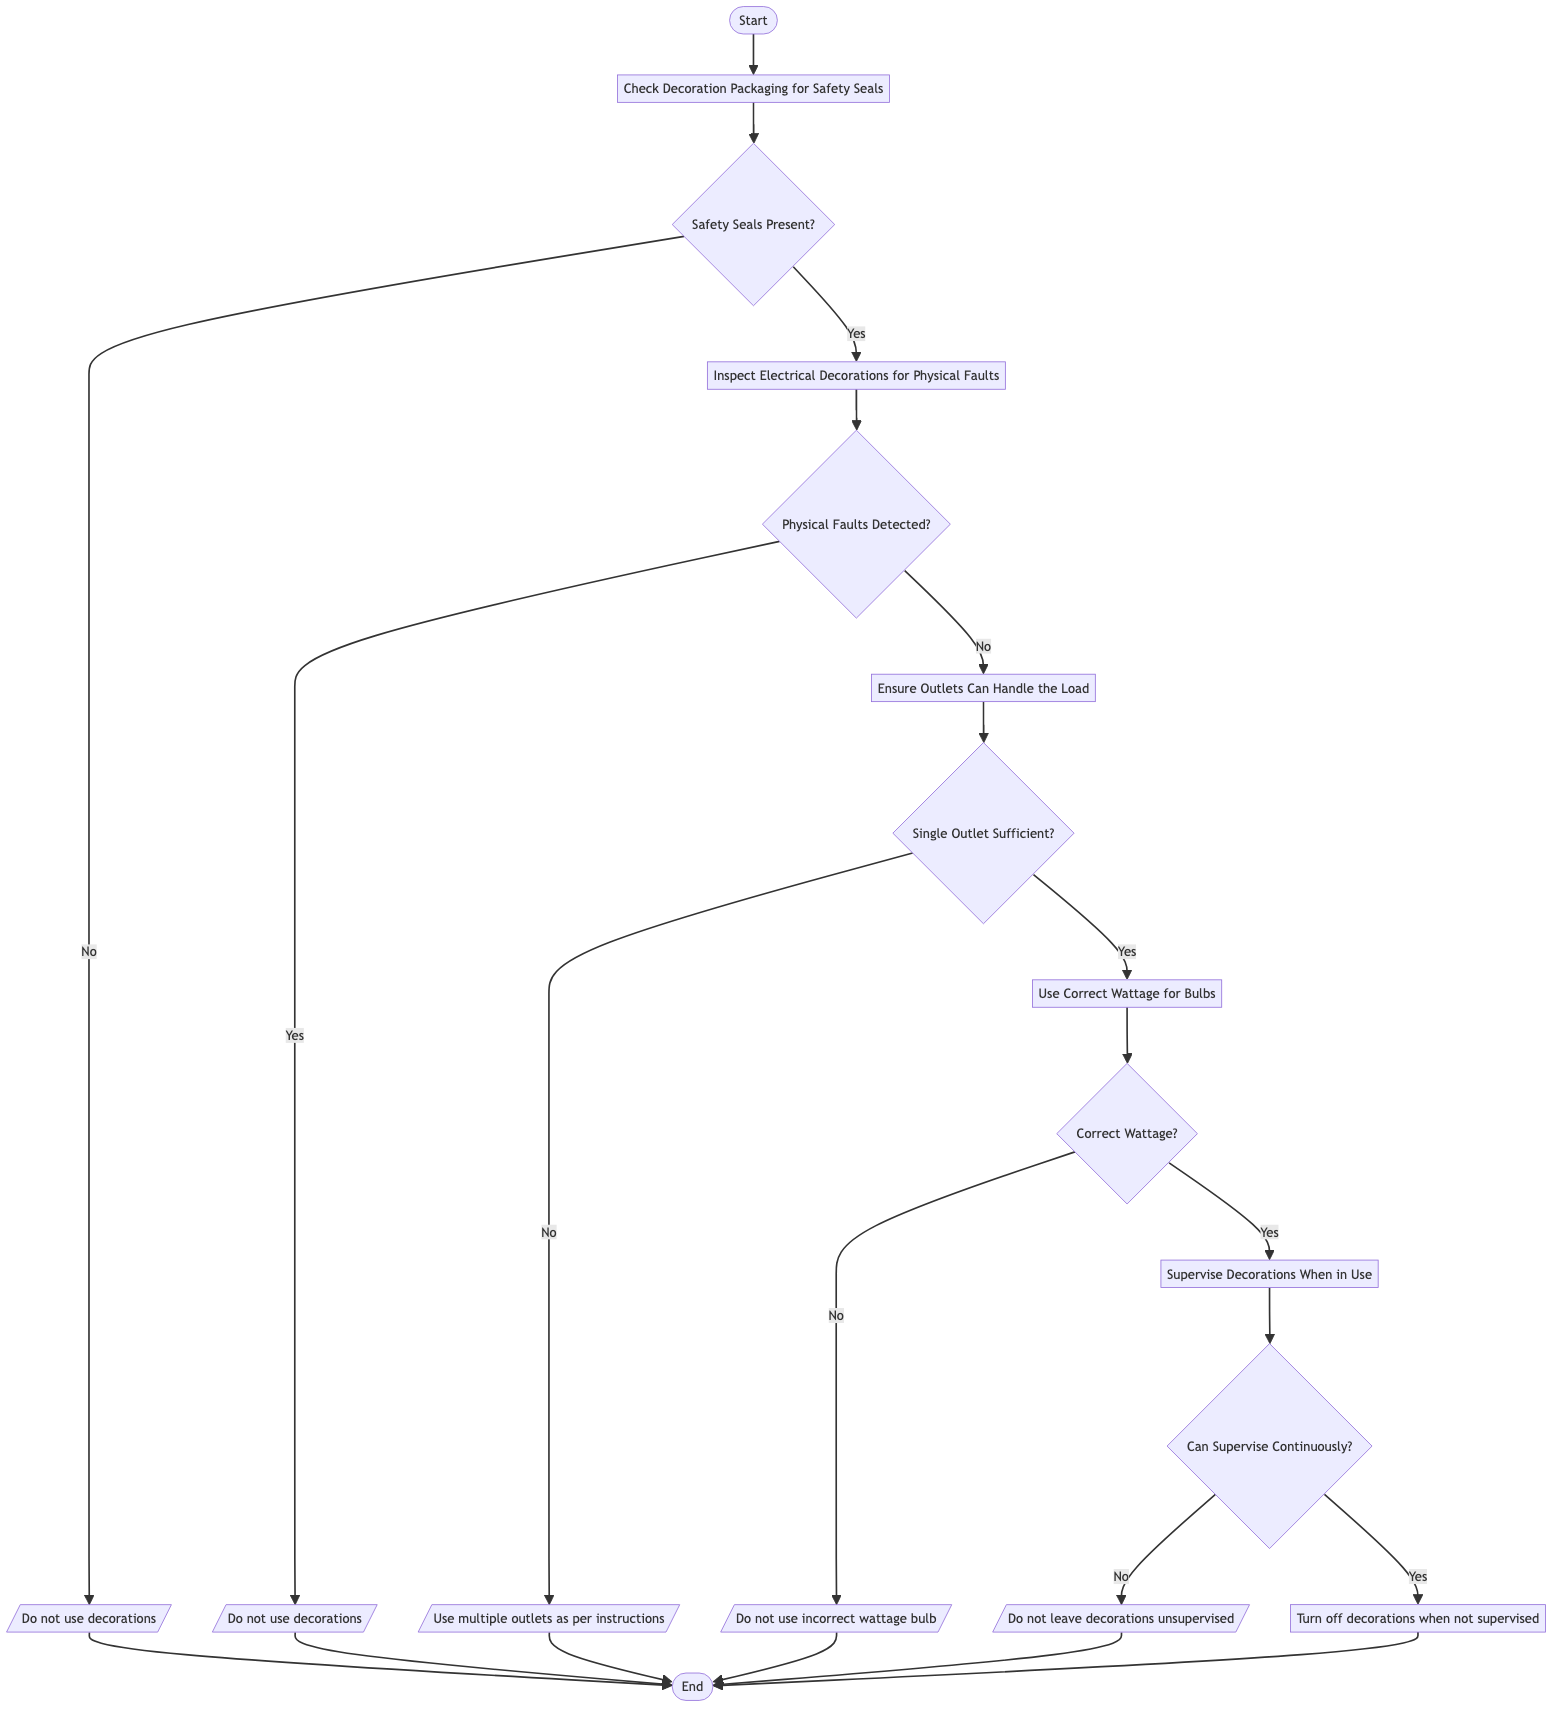 Start
Check Decoration Packaging for Safety Seals
Safety Seals Present?
Yes
Inspect Electrical Decorations for Physical Faults
Physical Faults Detected?
No
Ensure Outlets Can Handle the Load
Single Outlet Sufficient?
No
Yes
Use Correct Wattage for Bulbs
Yes
Correct Wattage?
No
Yes
Supervise Decorations When in Use
No
Can Supervise Continuously?
No
Yes
Do not use decorations
Do not use decorations
Use multiple outlets as per instructions
Do not use incorrect wattage bulb
Do not leave decorations unsupervised
Turn off decorations when not supervised
End